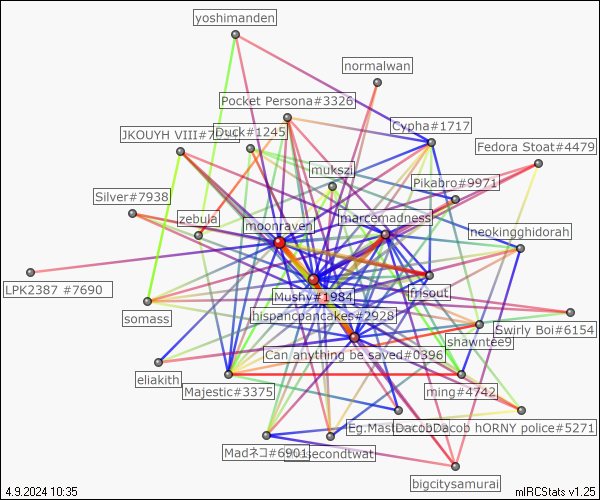 yoshimanden
normalwan
Pocket Persona#3326
Cypha#1717
Duck#1245
JKOUYH VIII#7
Fedora Stoat#4479
mukszi
Pikabro#9971
Silver#7938
zebula
marcemadness
moonraven
neokingghidorah
LPK2387 #7690
Mushy#1984
frisout
somass
hispancpancakes#2928
Swirly Boi#6154
shawntee9
Can anything be saved#0396
eliakith
Majestic#3375
ming#4742
hORNY police#5271
Madネコ#6901
secondtwat
bigcitysamurai
4.9.2024 10:35
mIRCStats v1.25